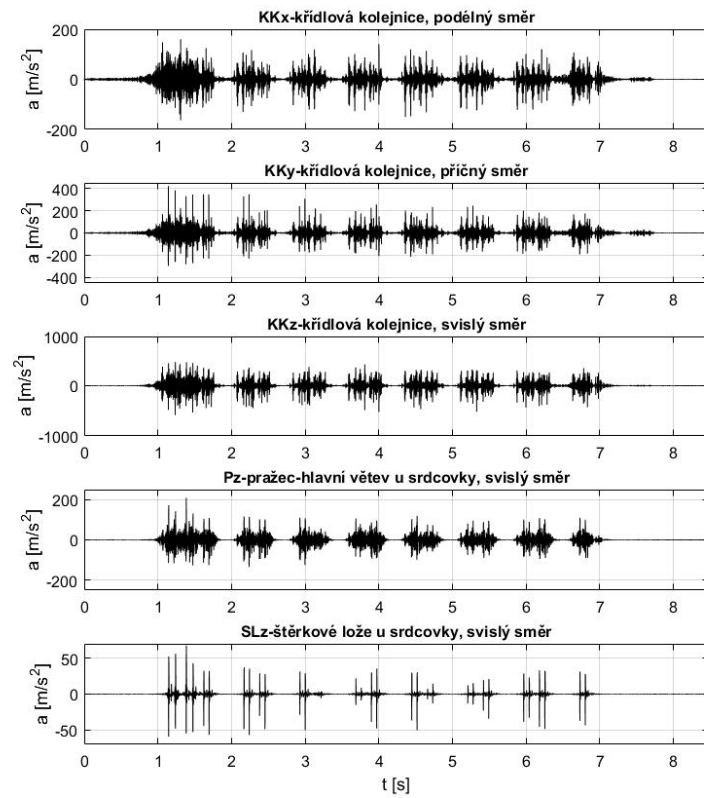 KKx-křídlová kolejnice, podélný směr
200
0
-200
a [m/s²]
0 1 2 3 4 5 6 7 8
KKy-křídlová kolejnice, příčný směr
400
200
0
-200
-400
a [m/s²]
0 1 2 3 4 5 6 7 8
KKz-křídlová kolejnice, svislý směr
1000
0
-1000
a [m/s²]
0 1 2 3 4 5 6 7 8
Pz-pražec-hlavní větev u srdcovky, svislý směr
200
0
-200
a [m/s²]
0 1 2 3 4 5 6 7 8
SLz-štěrkové lože u srdcovky, svislý směr
50
0
-50
a [m/s²]
0 1 2 3 4 5 6 7 8
t [s]